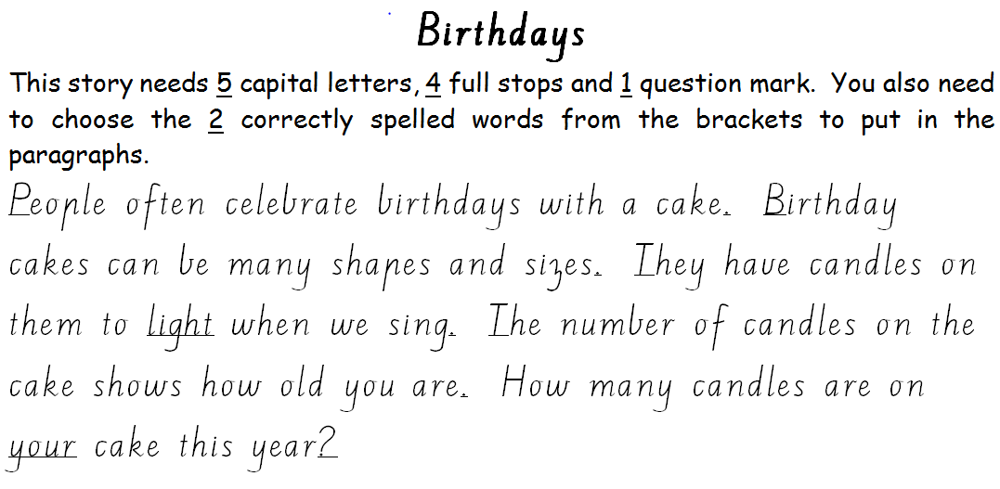 Birthdays
This story needs 5 capital letters, 4 full stops and 1 question mark.  You also need
to choose the 2 correctly spelled words from the brackets to put in the
paragraphs.
People often celebrate birthdays with a cake.  Birthday
cakes can be many shapes and sizes.  They have candles on
them to light when we sing.  The number of candles on the
cake shows how old you are.  How many candles are on
your cake this year?